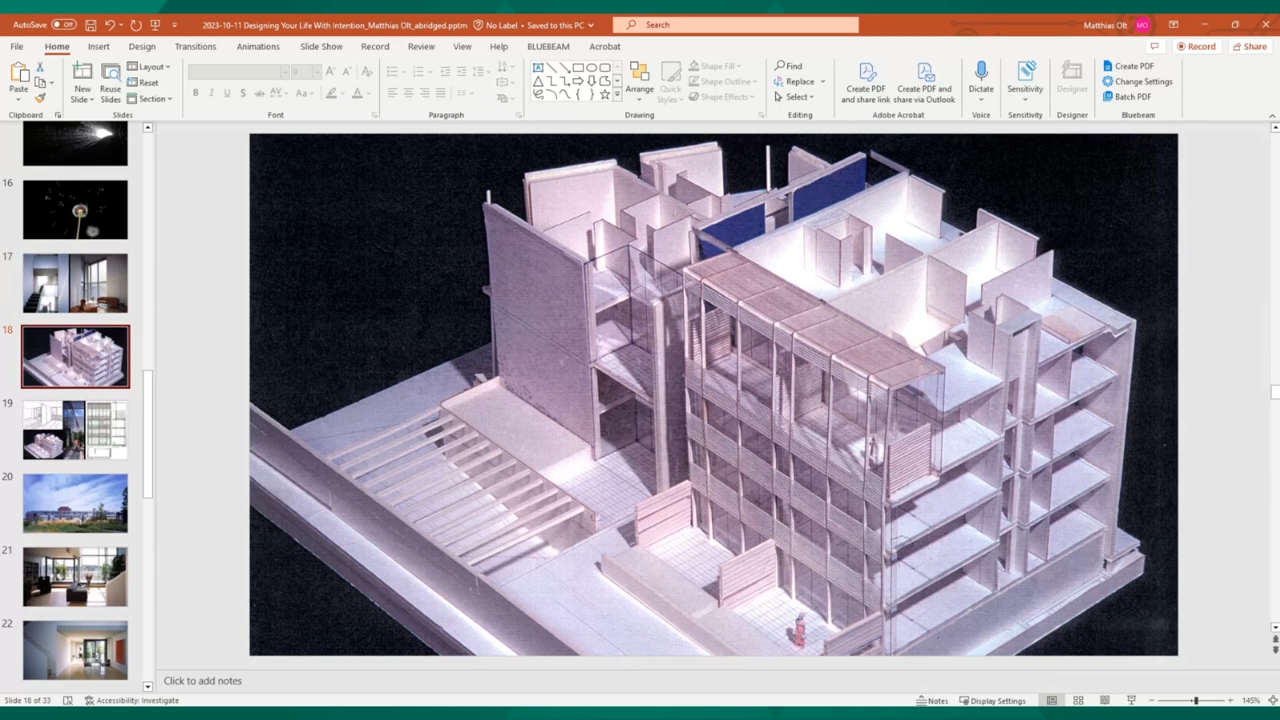 AutoSave Off 2023-10-11 Designing Your Life With Intention_Matthias Olt_abridged.pptm No Label • Saved to this PC Search Matthias Olt MO
File Home Insert Design Transitions Animations Slide Show Record Review View Help BLUEBEAM Acrobat Record Share
Paste New Slide Reuse Slides Layout Reset Section Arrange Quick Styles Shape Fill Shape Outline Shape Effects Find Replace Select Create PDF and share link Create PDF and share via Outlook Dictate Sensitivity Designer Create PDF Change Settings Batch PDF
9
B I U S ab AV Aa A
Clipboard Slides Font Paragraph Drawing Editing Adobe Acrobat Voice Sensitivity Designer Bluebeam
16
17
18
19
20
21
22
Click to add notes
Slide 18 of 33 Accessibility: Investigate Notes Display Settings 145%